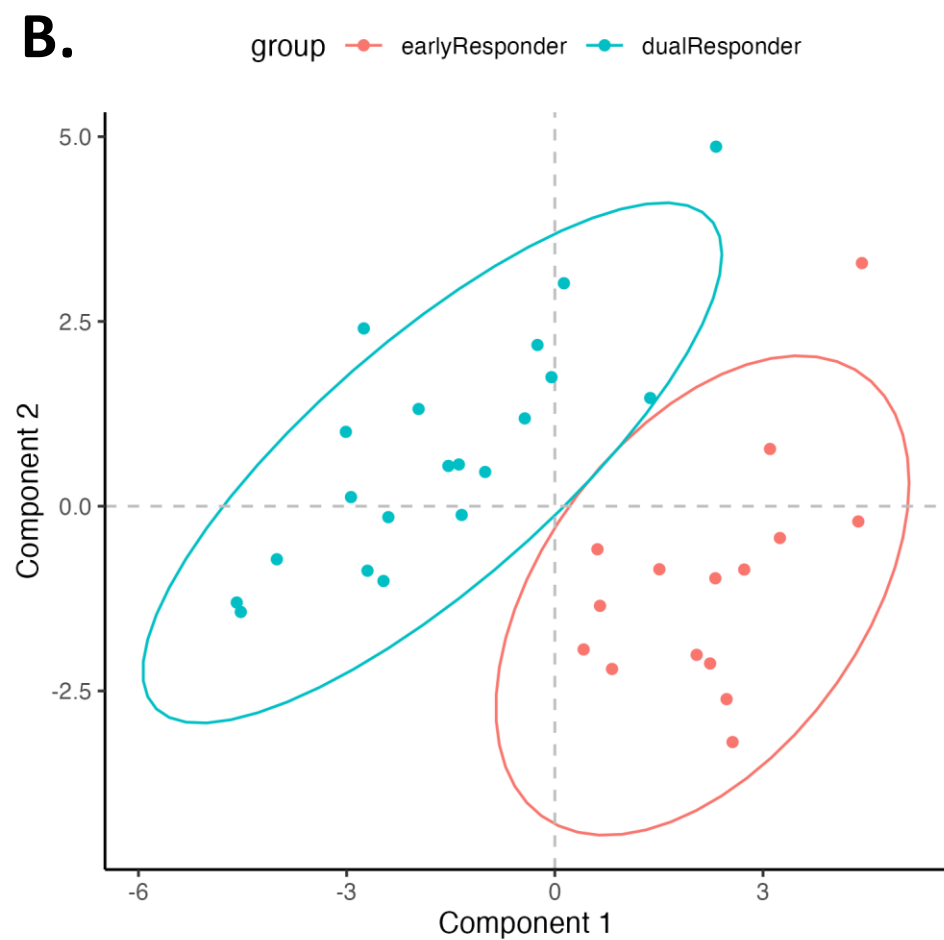 B.
group earlyResponder dualResponder
5.0
2.5
0.0
-2.5
Component 2
-6 -3 0 3
Component 1